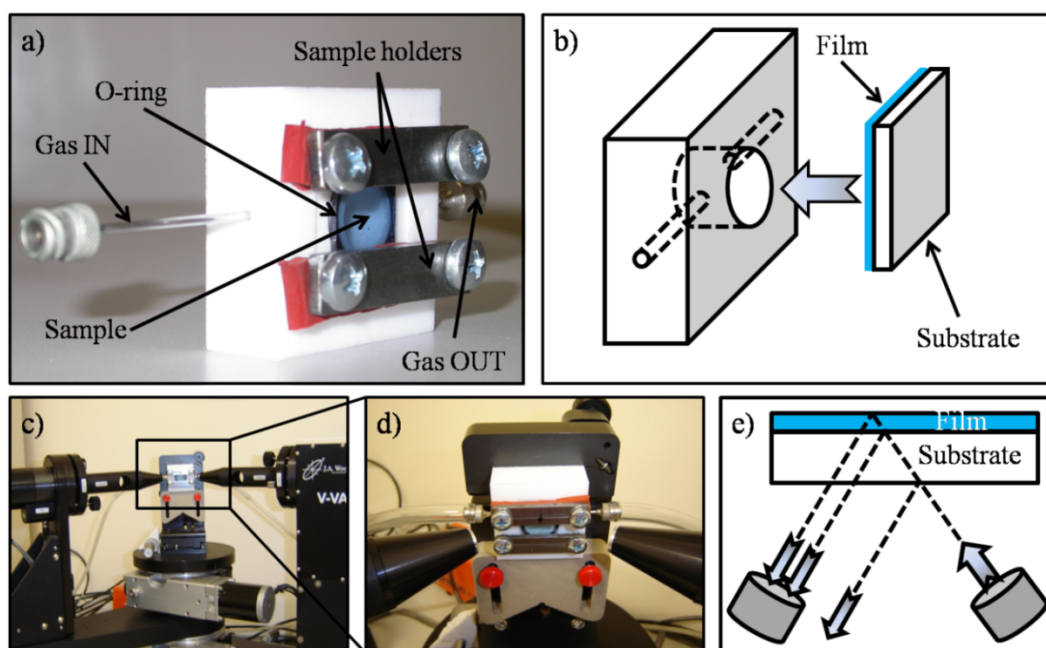 a)
Sample holders
O-ring
Gas IN
Sample
Gas OUT
b)
Film
Substrate
c)
V-VA
d)
e)
Film
Substrate